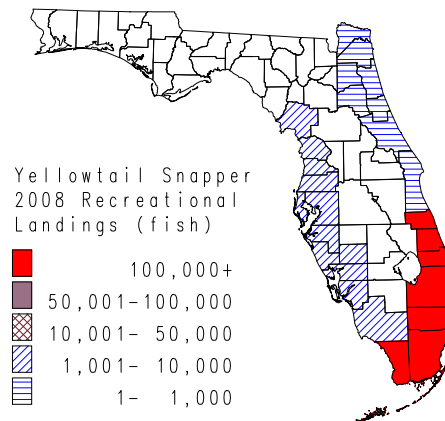 Yellowtail Snapper
2008 Recreational
Landings (fish)
100,000+
50,001-100,000
10,001- 50,000
1,001- 10,000
1- 1,000